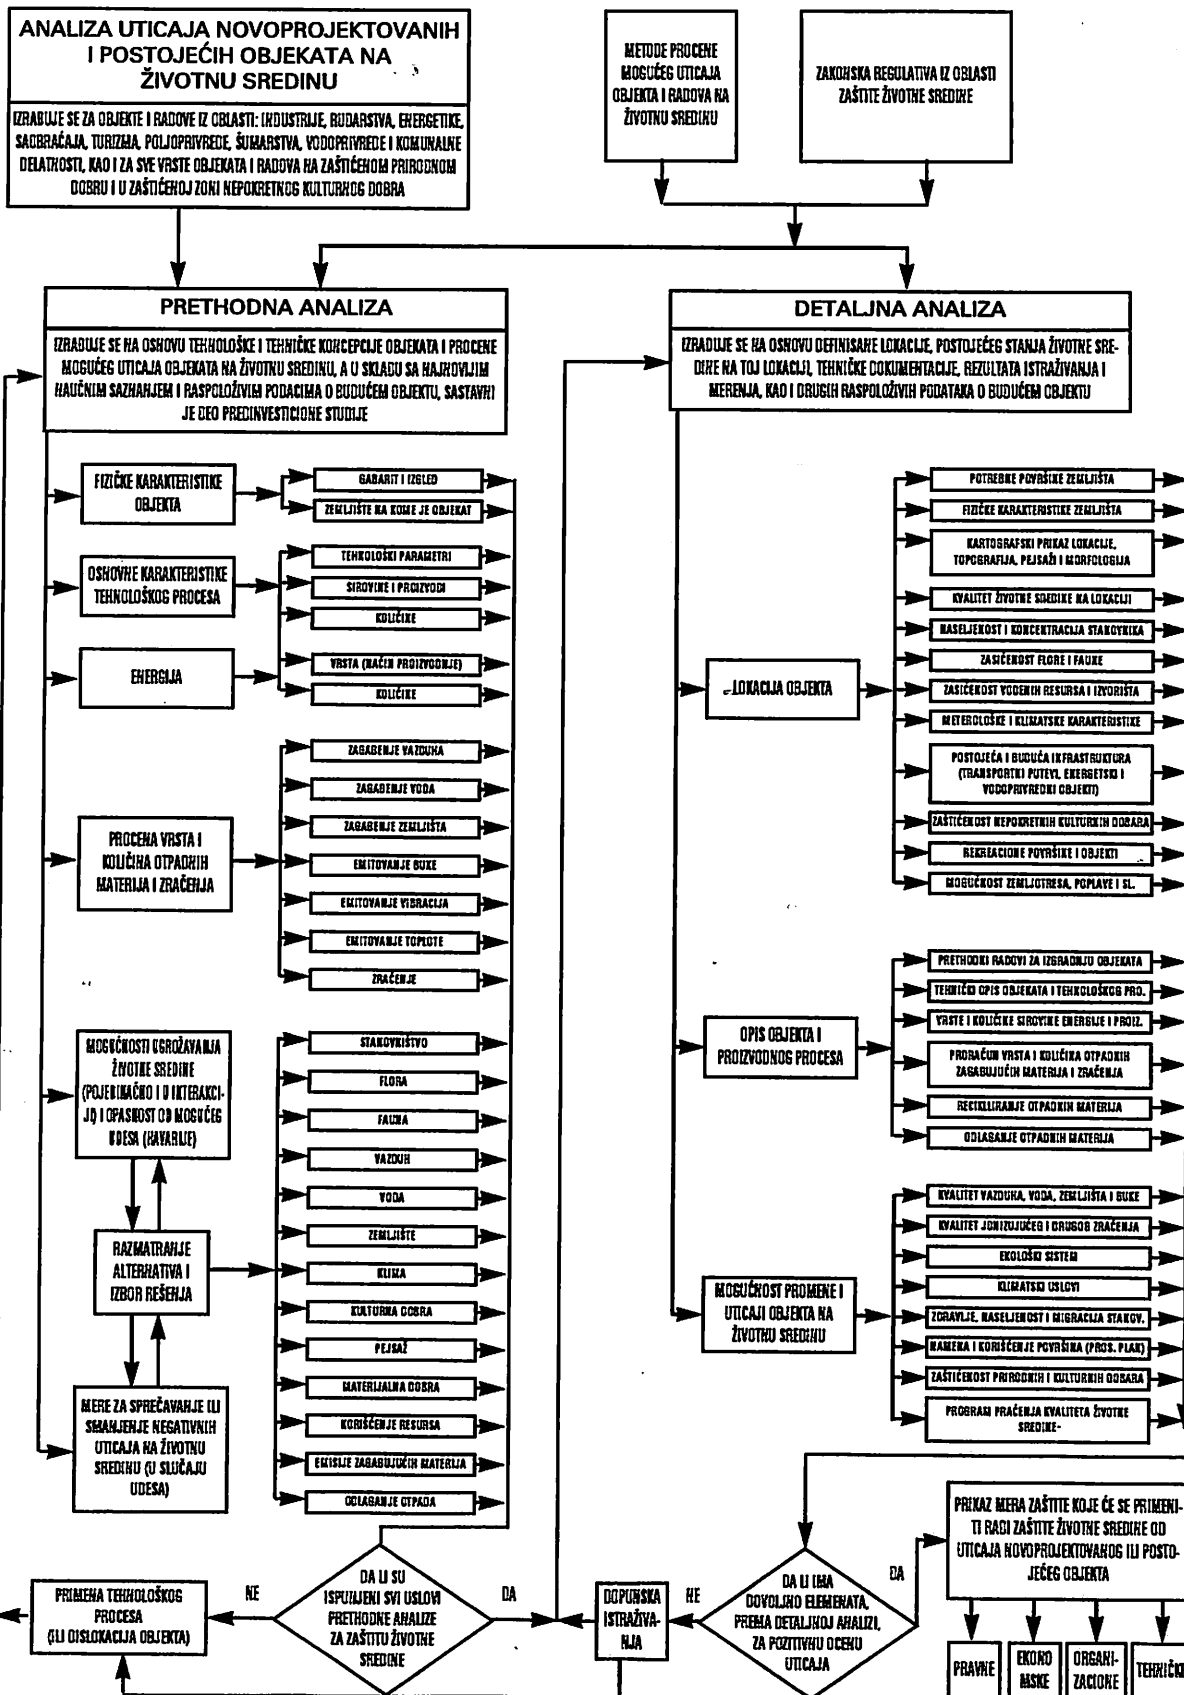 ANALIZA UTICAJA NOVOPROJEKTOVANIH
I POSTOJEĆIH OBJEKATA NA
ŽIVOTNU SREDINU
IZRAĐUJE SE ZA OBJEKTE I RADOVE IZ OBLASTI: INDUSTRIJE, RUDARSTVA, ENERGETIKE,
SAOBRAĆAJA, TURIZMA, POLJOPRIVREDE, ŠUMARSTVA, VODOPRIVREDE I KOMUNALNE
DELATNOSTI, KAO I ZA SVE VRSTE OBJEKATA I RADOVA NA ZAŠTIĆENOM PRIRODNOM
DOBRU I U ZAŠTIĆENOJ ZONI NEPOKRETNOG KULTURNOG DOBRA
METODE PROCENE
MOGUĆEG UTICAJA
OBJEKTA I RADOVA NA
ŽIVOTNU SREDINU
ZAKONSKA REGULATIVA IZ OBLASTI
ZAŠTITE ŽIVOTNE SREDINE
PRETHODNA ANALIZA
IZRAĐUJE SE NA OSNOVU TEHNOLOŠKE I TEHNIČKE KONCEPCIJE OBJEKATA I PROCENE
MOGUĆEG UTICAJA OBJEKATA NA ŽIVOTNU SREDINU, A U SKLADU SA NAJNOVIJIM
NAUČNIM SAZNANJEM I RASPOLOŽIVIM PODACIMA O BUDUĆEM OBJEKTU, SASTAVNI
JE DEO PREDINVESTICIONE STUDIJE
FIZIČKE KARAKTERISTIKE
OBJEKTA
GABARIT I IZGLED
ZEMLJIŠTE NA KOME JE OBJEKAT
OSNOVNE KARAKTERISTIKE
TEHNOLOŠKOG PROCESA
TEHNOLOŠKI PARAMETRI
SIROVINE I PROIZVODI
KOLIČINE
ENERGIJA
VRSTA (NAČIN PROIZVODNJE)
KOLIČINE
PROCENA VRSTA I
KOLIČINA OTPADNIH
MATERIJA I ZRAČENJA
ZAGAĐENJE VAZDUHA
ZAGAĐENJE VODA
ZAGAĐENJE ZEMLJIŠTA
EMITOVANJE BUKE
EMITOVANJE VIBRACIJA
EMITOVANJE TOPLOTE
ZRAČENJE
MOGUĆNOSTI UGROŽAVANJA
ŽIVOTNE SREDINE
(POJEDINAČNO I U INTERAKCI-
JI) I OPASNOST OD MOGUĆEG
UDESA (HAVARIJE)
RAZMATRANJE
ALTERNATIVA I
IZBOR REŠENJA
MERE ZA SPREČAVANJE ILI
SMANJENJE NEGATIVNIH
UTICAJA NA ŽIVOTNU
SREDINU (U SLUČAJU
UDESA)
STANOVNIŠTVO
FLORA
FAUNA
VAZDUH
VODA
ZEMLJIŠTE
KLIMA
KULTURNA DOBRA
PEJSAŽ
MATERIJALNA DOBRA
KORIŠĆENJE RESURSA
EMISIJE ZAGAĐUJUĆIH MATERIJA
ODLAGANJE OTPADA
DA LI SU
ISPUNJENI SVI USLOVI
PRETHODNE ANALIZE
ZA ZAŠTITU ŽIVOTNE
SREDINE
NE
DA
PRIMENA TEHNOLOŠKOG
PROCESA
(ILI DISLOKACIJA OBJEKTA)
DETALJNA ANALIZA
IZRAĐUJE SE NA OSNOVU DEFINISANE LOKACIJE, POSTOJEĆEG STANJA ŽIVOTNE SRE-
DINE NA TOJ LOKACIJI, TEHNIČKE DOKUMENTACIJE, REZULTATA ISTRAŽIVANJA I
MERENJA, KAO I DRUGIH RASPOLOŽIVIH PODATAKA O BUDUĆEM OBJEKTU
LOKACIJA OBJEKTA
POTREBNE POVRŠINE ZEMLJIŠTA
FIZIČKE KARAKTERISTIKE ZEMLJIŠTA
KARTOGRAFSKI PRIKAZ LOKACIJE,
TOPOGRAFIJA, PEJSAŽI I MORFOLOGIJA
KVALITET ŽIVOTNE SREDINE NA LOKACIJI
NASELJENOST I KONCENTRACIJA STANOVNIKA
ZASIĆENOST FLORE I FAUNE
ZASIĆENOST VODENIH RESURSA I IZVORIŠTA
METEROLOŠKE I KLIMATSKE KARAKTERISTIKE
POSTOJEĆA I BUDUĆA INFRASTRUKTURA
(TRANSPORTNI PUTEVI, ENERGETSKI I
VODOPRIVREDNI OBJEKTI)
ZAŠTIĆENOST NEPOKRETNIH KULTURNIH DOBARA
REKREACIONE POVRŠINE I OBJEKTI
MOGUĆNOST ZEMLJOTRESA, POPLAVE I SL.
OPIS OBJEKTA I
PROIZVODNOG PROCESA
PRETHODNI RADOVI ZA IZGRADNJU OBJEKATA
TEHNIČKI OPIS OBJEKATA I TEHNOLOŠKOG PRO.
VRSTE I KOLIČINE SIROVINE ENERGIJE I PROIZ.
PRORAČUN VRSTA I KOLIČINA OTPADNIH
ZAGAĐUJUĆIH MATERIJA I ZRAČENJA
RECIKLIRANJE OTPADNIH MATERIJA
ODLAGANJE OTPADNIH MATERIJA
MOGUĆNOST PROMENE I
UTICAJI OBJEKTA NA
ŽIVOTNU SREDINU
KVALITET VAZDUHA, VODA, ZEMLJIŠTA I BUKE
KVALITET JONIZUJUĆEG I DRUGOG ZRAČENJA
EKOLOŠKI SISTEM
KLIMATSKI USLOVI
ZDRAVLJE, NASELJENOST I MIGRACIJA STANOV.
NAMENA I KORIŠĆENJE POVRŠINA (PROS. PLAN)
ZAŠTIĆENOST PRIRODNIH I KULTURNIH DOBARA
PROGRAM PRAĆENJA KVALITETA ŽIVOTNE
SREDINE-
DOPUNSKA
ISTRAŽIVA-
NJA
NE
DA LI IMA
DOVOLJNO ELEMENATA,
PREMA DETALJNOJ ANALIZI,
ZA POZITIVNU OCENU
UTICAJA
DA
PRIKAZ MERA ZAŠTITE KOJE ĆE SE PRIMENI-
TI RADI ZAŠTITE ŽIVOTNE SREDINE OD
UTICAJA NOVOPROJEKTOVANOG ILI POSTO-
JEĆEG OBJEKTA
PRAVNE
EKONO
MSKE
ORGANI-
ZACIONE
TEHNIČKE